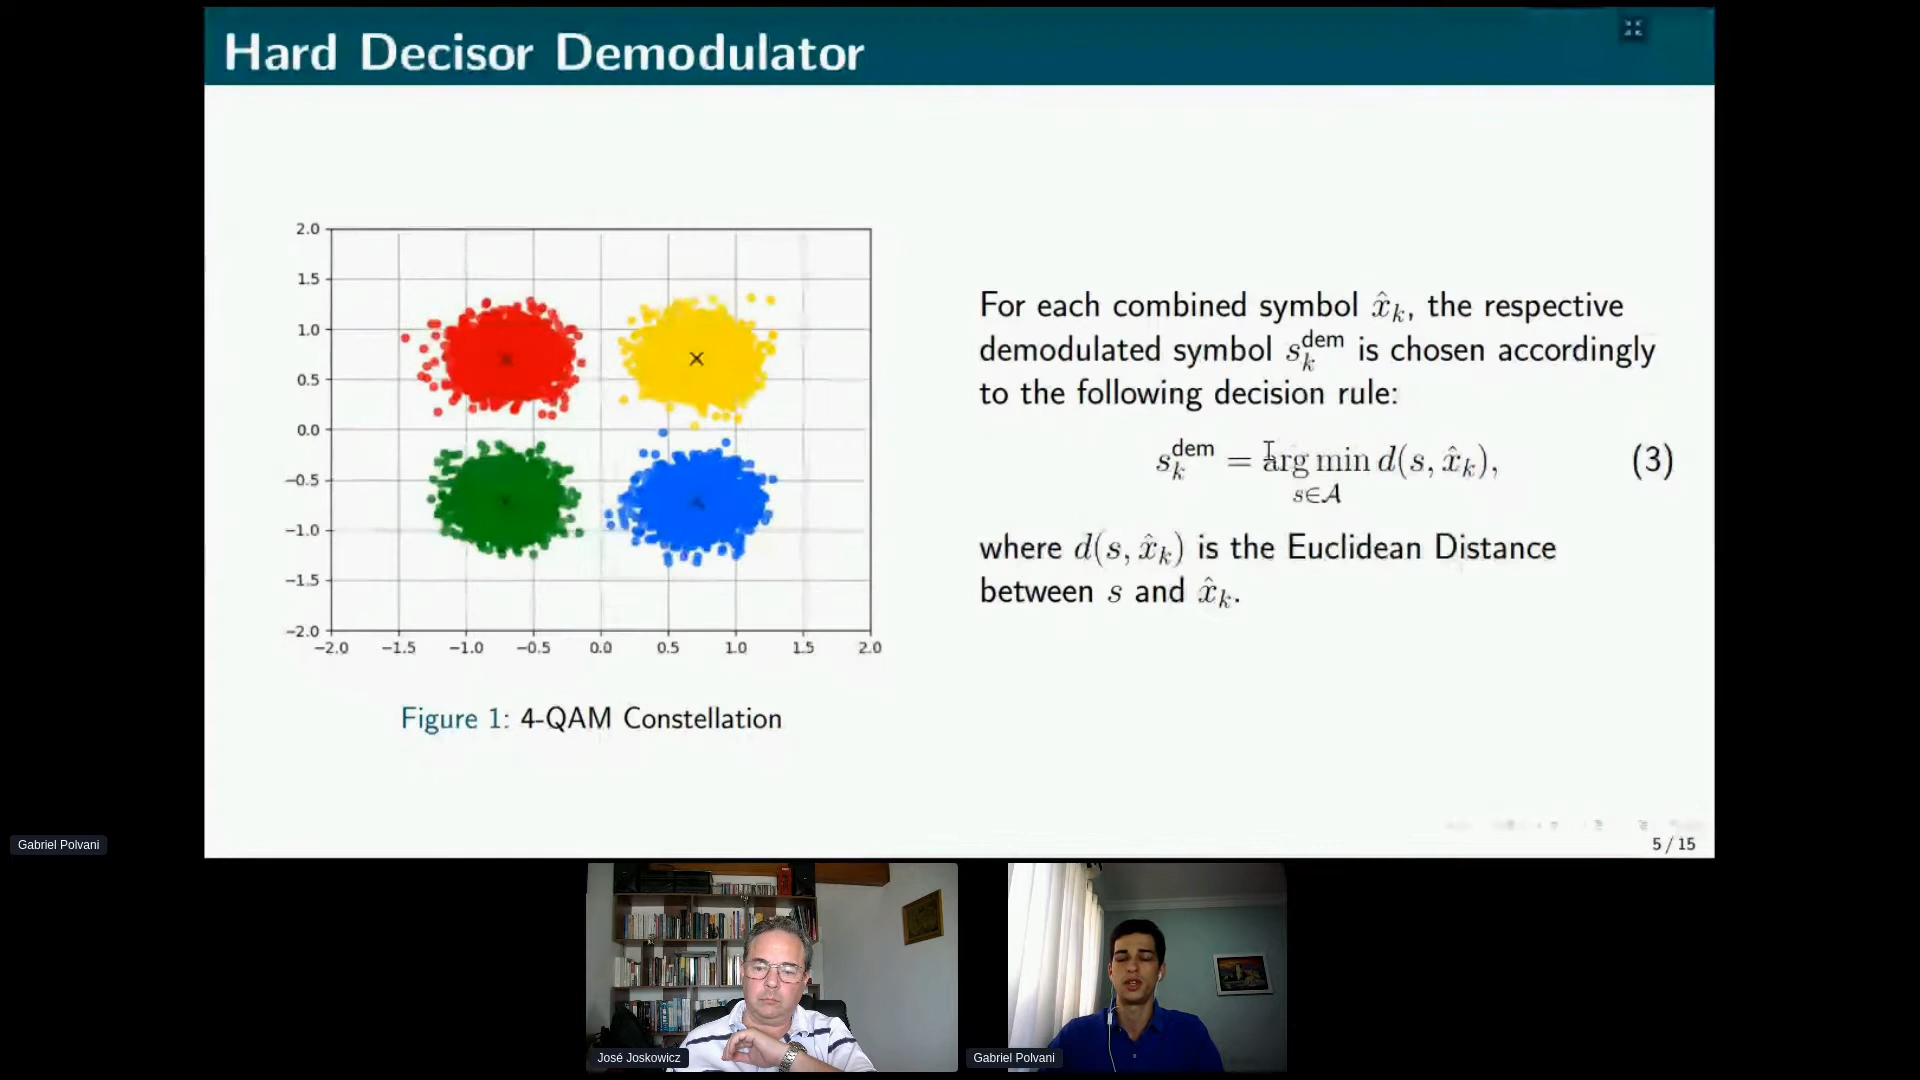 Hard Decisor Demodulator
2.0
1.5
1.0
0.5
0.0
−0.5
−1.0
−1.5
−2.0
−2.0 −1.5 −1.0 −0.5 0.0 0.5 1.0 1.5 2.0
Figure 1: 4-QAM Constellation
For each combined symbol x̂ₖ, the respective
demodulated symbol sₖᵈᵉᵐ is chosen accordingly
to the following decision rule:
sₖᵈᵉᵐ = arg min d(s, x̂ₖ), (3)
s∈𝒜
where d(s, x̂ₖ) is the Euclidean Distance
between s and x̂ₖ.
5 / 15
Gabriel Polvani
José Joskowicz
Gabriel Polvani